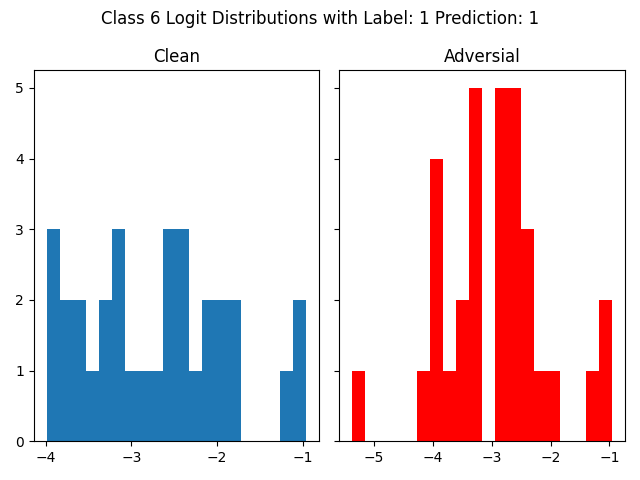 Class 6 Logit Distributions with Label: 1 Prediction: 1
Clean
Adversial
5
4
3
2
1
0
−4 −3 −2 −1
−5 −4 −3 −2 −1